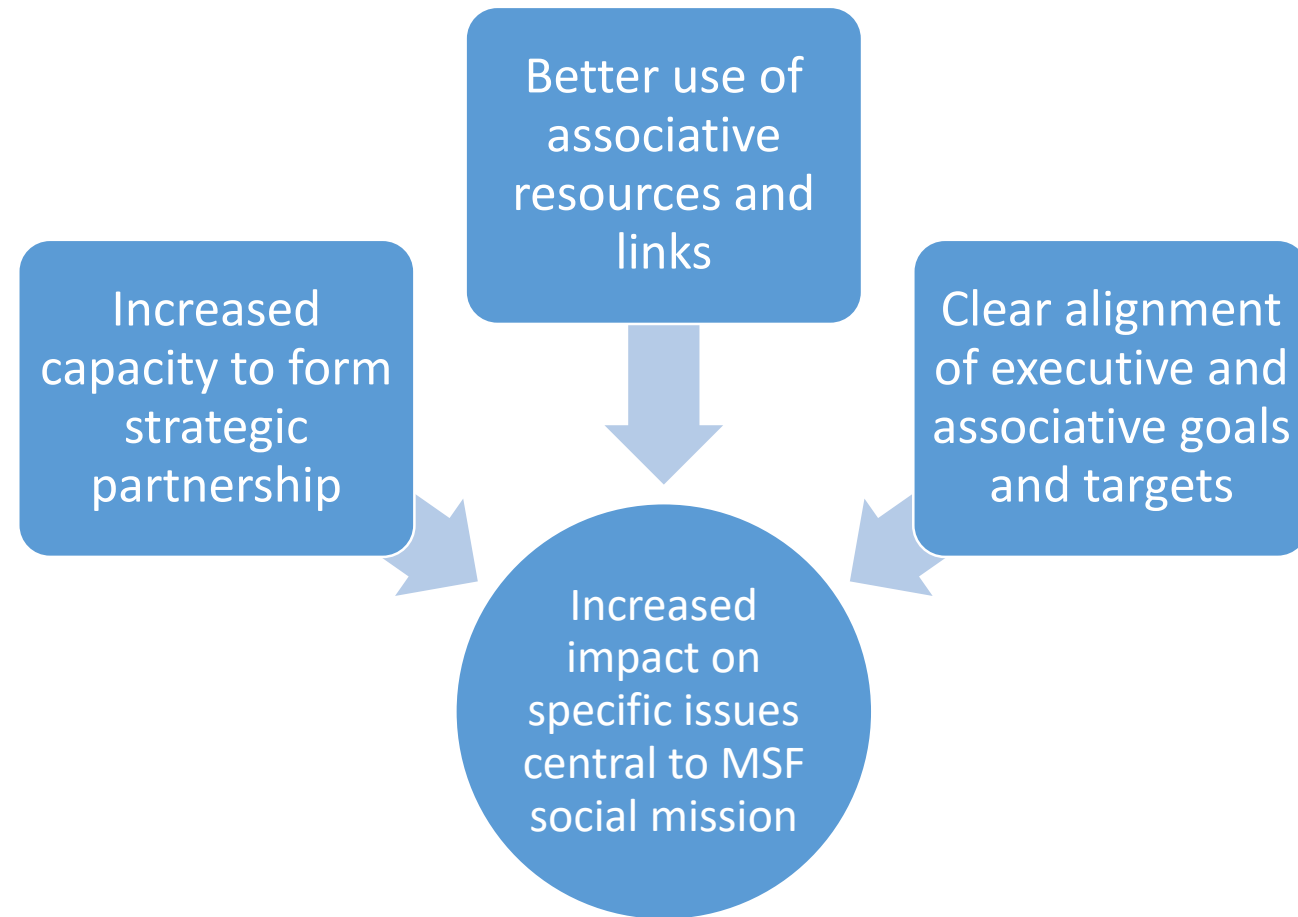 Better use of
associative
resources and
links
Increased
capacity to form
strategic
partnership
Clear alignment
of executive and
associative goals
and targets
Increased
impact on
specific issues
central to MSF
social mission